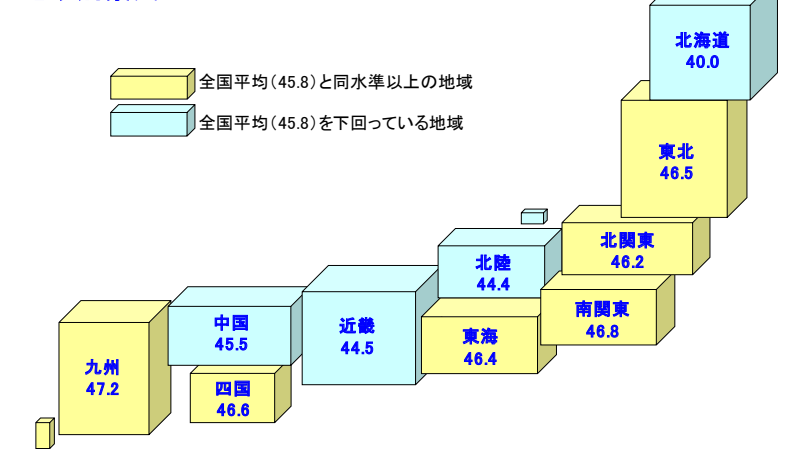 北海道
40.0
全国平均(45.8)と同水準以上の地域
全国平均(45.8)を下回っている地域
東北
46.5
北関東
46.2
北陸
44.4
南関東
46.8
中国
45.5
近畿
44.5
東海
46.4
九州
47.2
四国
46.6